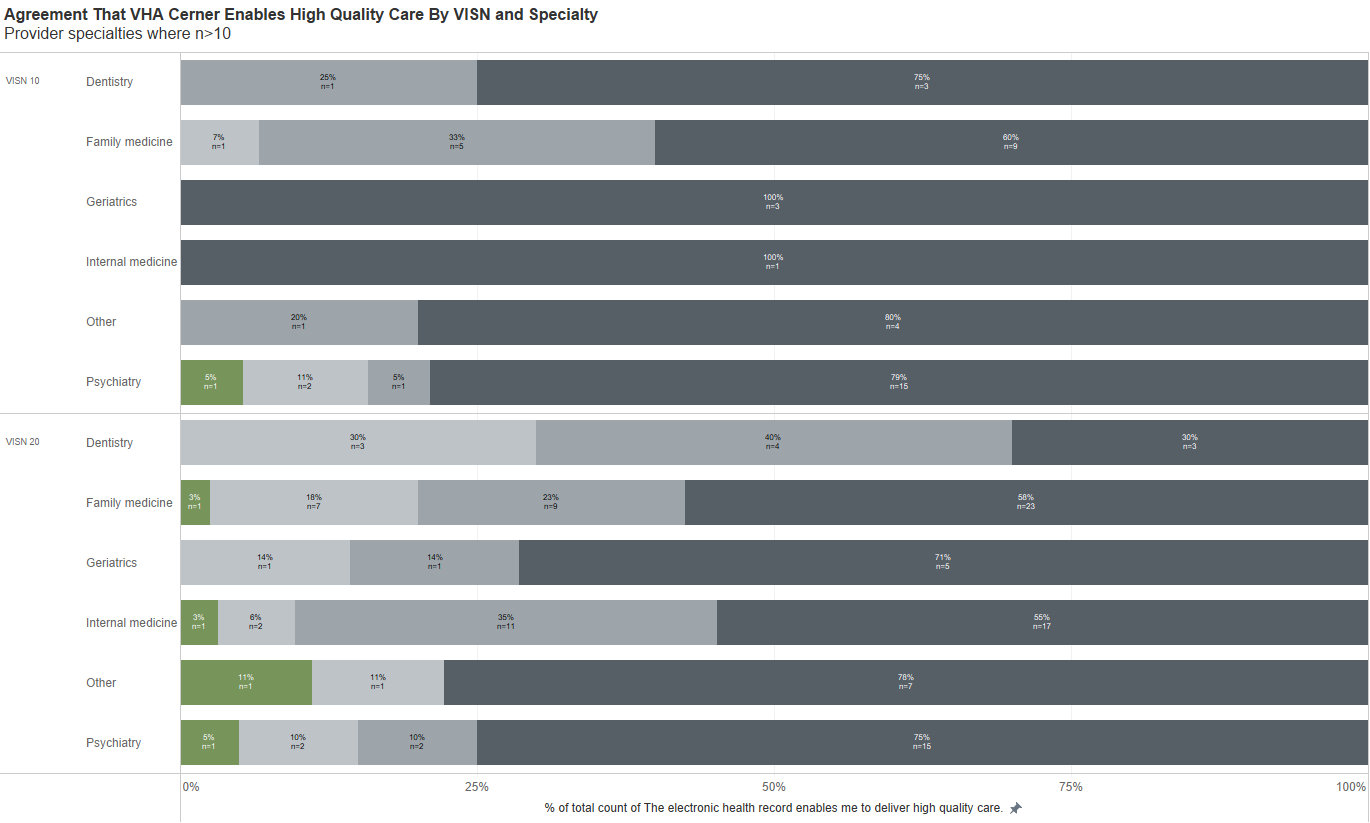 Agreement That VHA Cerner Enables High Quality Care By VISN and Specialty
Provider specialties where n>10
VISN 10
Dentistry
25%
n=1
75%
n=3
Family medicine
7%
n=1
33%
n=5
60%
n=9
Geriatrics
100%
n=3
Internal medicine
100%
n=1
Other
20%
n=1
80%
n=4
Psychiatry
5%
n=1
11%
n=2
5%
n=1
79%
n=15
VISN 20
Dentistry
30%
n=3
40%
n=4
30%
n=3
Family medicine
3%
n=1
18%
n=7
23%
n=9
58%
n=23
Geriatrics
14%
n=1
14%
n=1
71%
n=5
Internal medicine
3%
n=1
6%
n=2
35%
n=11
55%
n=17
Other
11%
n=1
11%
n=1
78%
n=7
Psychiatry
5%
n=1
10%
n=2
10%
n=2
75%
n=15
0% 25% 50% 75% 100%
% of total count of The electronic health record enables me to deliver high quality care.